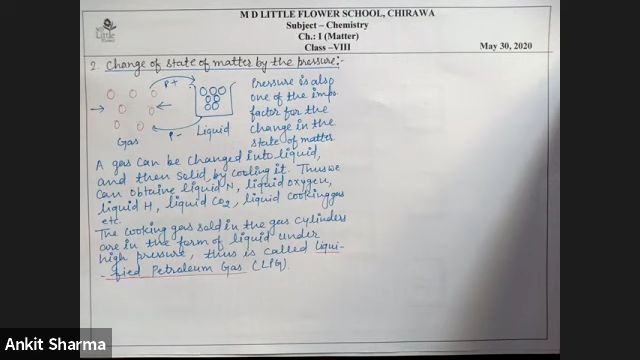 M D LITTLE FLOWER SCHOOL, CHIRAWA
Subject – Chemistry
Ch.: I (Matter)
Class –VIII
May 30, 2020
Little
2. Change of state of matter by the pressure:-
P+
P-
Gas
Liquid
Pressure is also
one of the imp.
factor for the
change in the
state of matter
A gas can be changed into liquid,
and then solid by cooling it. Thus we
can obtaine liquid N, liquid oxygen,
liquid H, liquid CO2, liquid cooking gas
etc.
The cooking gas sold in the gas cylinders
are in the form of liquid under
high pressure, thus is called Liqui-
-fied Petroleum Gas (LPG).
Ankit Sharma